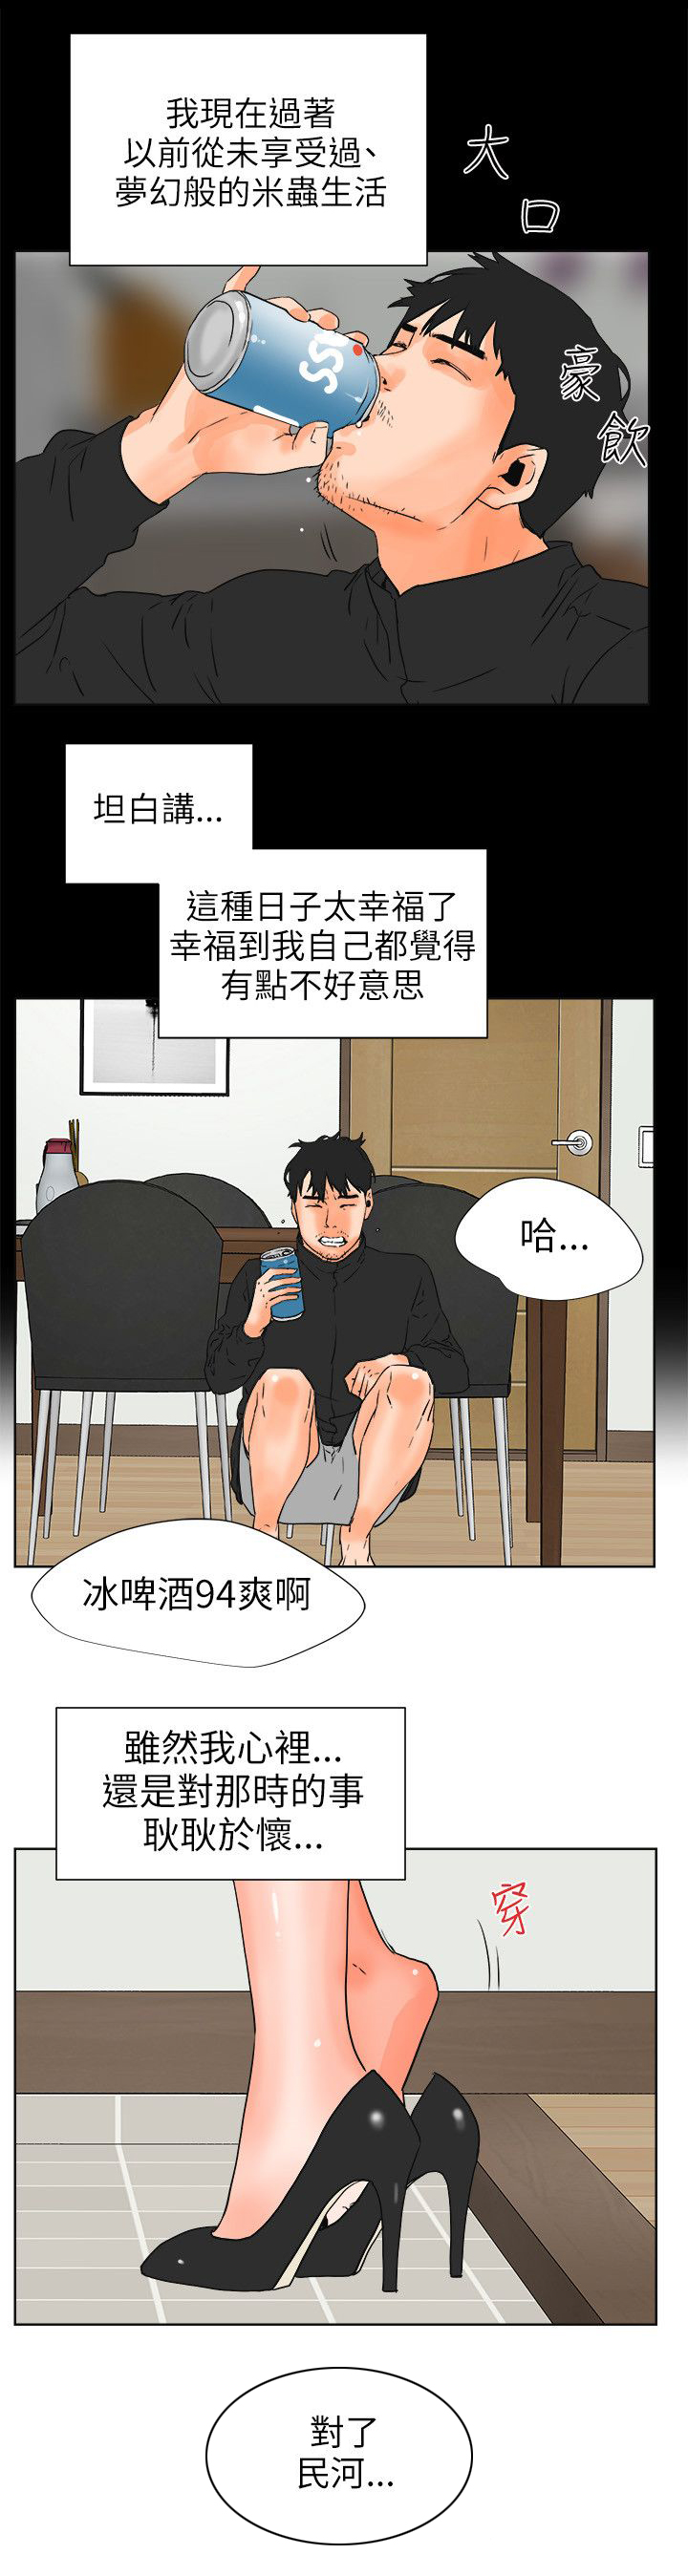 我現在過著
以前從未享受過、
夢幻般的米蟲生活
大
口
豪
飲
坦白講...
這種日子太幸福了
幸福到我自己都覺得
有點不好意思
哈...
冰啤酒94爽啊
雖然我心裡...
還是對那時的事
耿耿於懷...
穿
對了
民河...